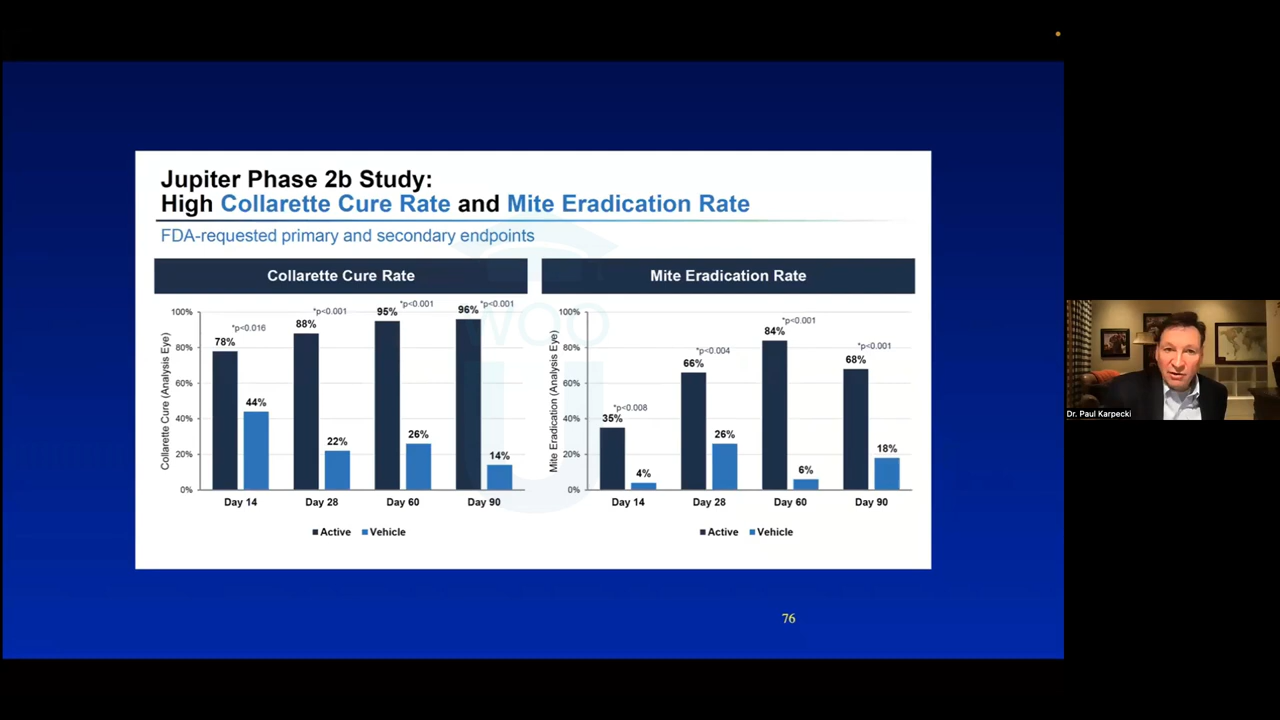 Jupiter Phase 2b Study:
High Collarette Cure Rate and Mite Eradication Rate
FDA-requested primary and secondary endpoints
Collarette Cure Rate
Collarette Cure (Analysis Eye)
100%
80%
60%
40%
20%
0%
78%
*p<0.016
44%
88%
*p<0.001
22%
95%
*p<0.001
26%
96%
*p<0.001
14%
Day 14 Day 28 Day 60 Day 90
Active Vehicle
Mite Eradication Rate
Mite Eradication (Analysis Eye)
100%
80%
60%
40%
20%
0%
35%
*p<0.008
4%
66%
*p<0.004
26%
84%
*p<0.001
6%
68%
*p<0.001
18%
Day 14 Day 28 Day 60 Day 90
Active Vehicle
WOO
U
76
Dr. Paul Karpecki